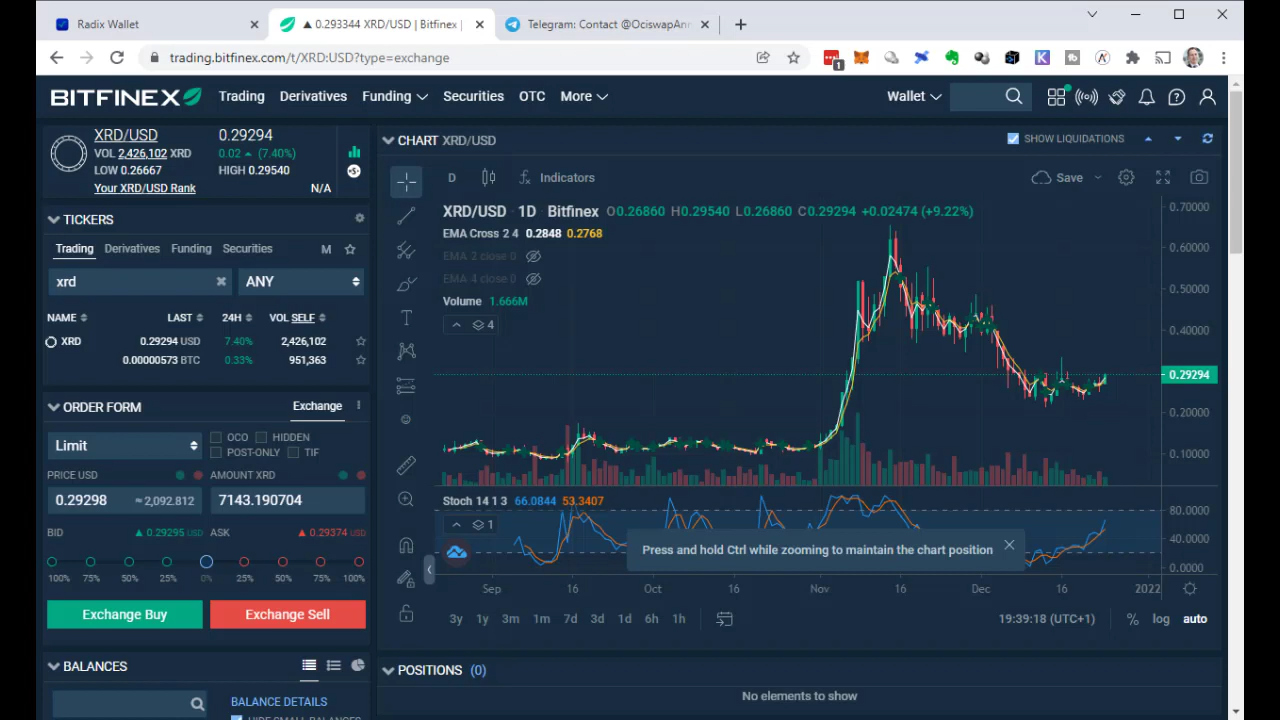 Radix Wallet
▲ 0.293344 XRD/USD | Bitfinex |
Telegram: Contact @OciswapAnn
trading.bitfinex.com/t/XRD:USD?type=exchange
1
BITFINEX
Trading
Derivatives
Funding
Securities
OTC
More
Wallet
XRD/USD
0.29294
VOL 2,426,102 XRD
0.02 (7.40%)
LOW 0.26667
HIGH 0.29540
Your XRD/USD Rank
N/A
TICKERS
Trading
Derivatives
Funding
Securities
M
xrd
ANY
NAME
LAST
24H
VOL SELF
XRD
0.29294 USD
7.40%
2,426,102
0.00000573 BTC
0.33%
951,363
ORDER FORM
Exchange
Limit
OCO
HIDDEN
POST-ONLY
TIF
PRICE USD
AMOUNT XRD
0.29298
≈2,092.812
7143.190704
BID
0.29295 USD
ASK
0.29374 USD
100%
75%
50%
25%
0%
25%
50%
75%
100%
Exchange Buy
Exchange Sell
BALANCES
BALANCE DETAILS
HIDE SMALL BALANCES
CHART XRD/USD
SHOW LIQUIDATIONS
D
Indicators
Save
XRD/USD · 1D · Bitfinex O0.26860 H0.29540 L0.26860 C0.29294 +0.02474 (+9.22%)
EMA Cross 2 4 0.2848 0.2768
EMA 2 close 0
EMA 4 close 0
Volume 1.666M
4
0.70000
0.60000
0.50000
0.40000
0.29294
0.20000
0.10000
Stoch 14 1 3 66.0844 53.3407
1
80.0000
40.0000
0.0000
Press and hold Ctrl while zooming to maintain the chart position
Sep
16
Oct
16
Nov
16
Dec
16
2022
3y
1y
3m
1m
7d
3d
1d
6h
1h
19:39:18 (UTC+1)
%
log
auto
POSITIONS (0)
No elements to show